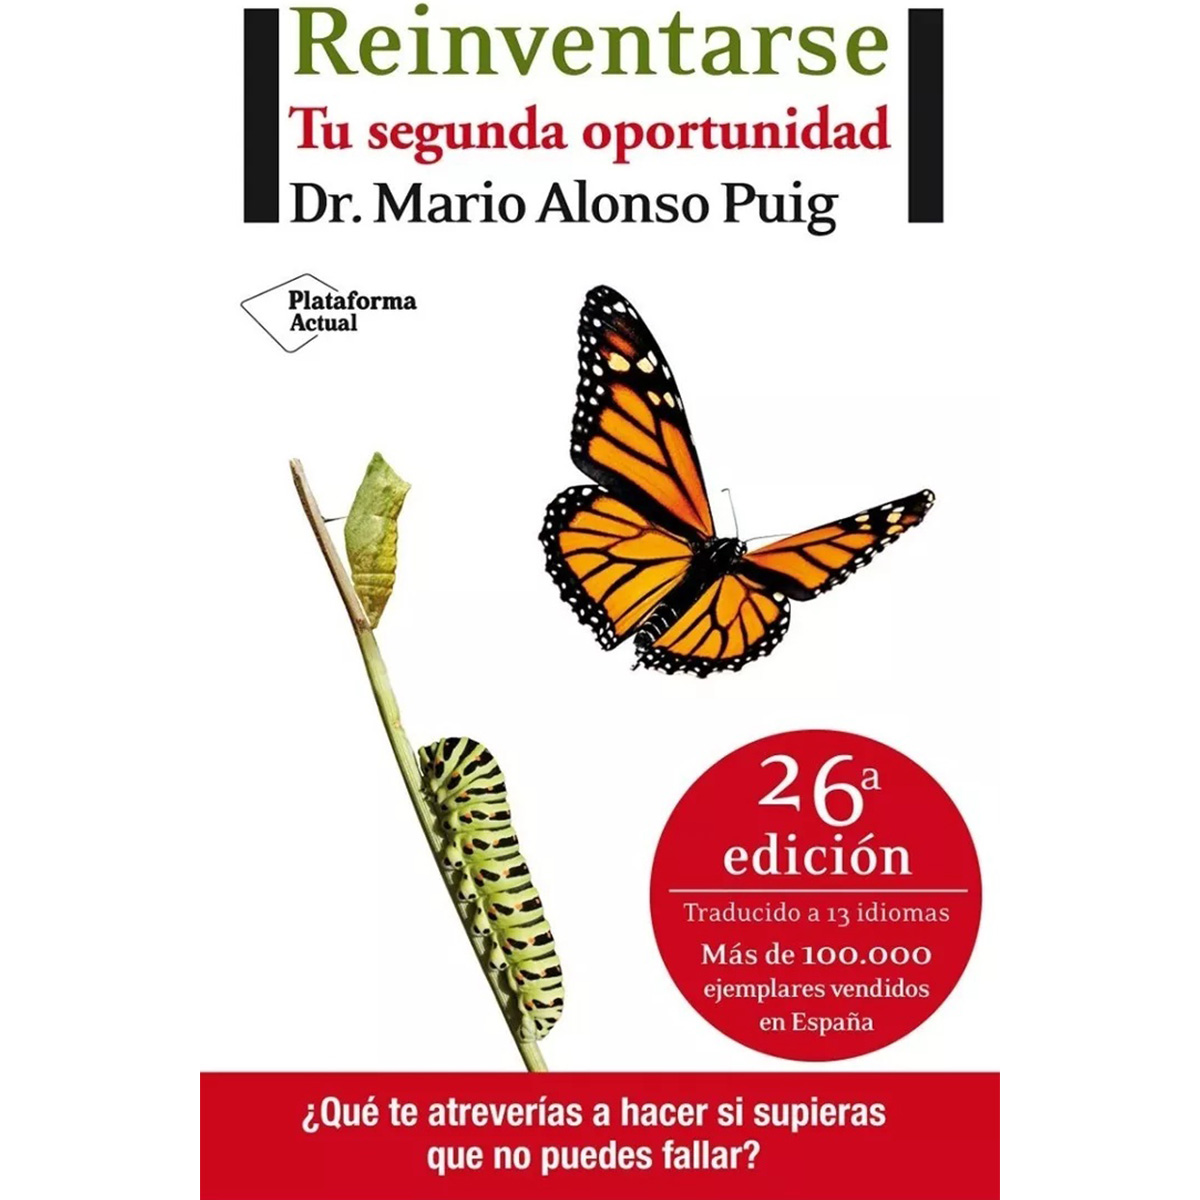 Reinventarse
Tu segunda oportunidad
Dr. Mario Alonso Puig
Plataforma
Actual
26ª
edición
Traducido a 13 idiomas
Más de 100.000
ejemplares vendidos
en España
¿Qué te atreverías a hacer si supieras
que no puedes fallar?